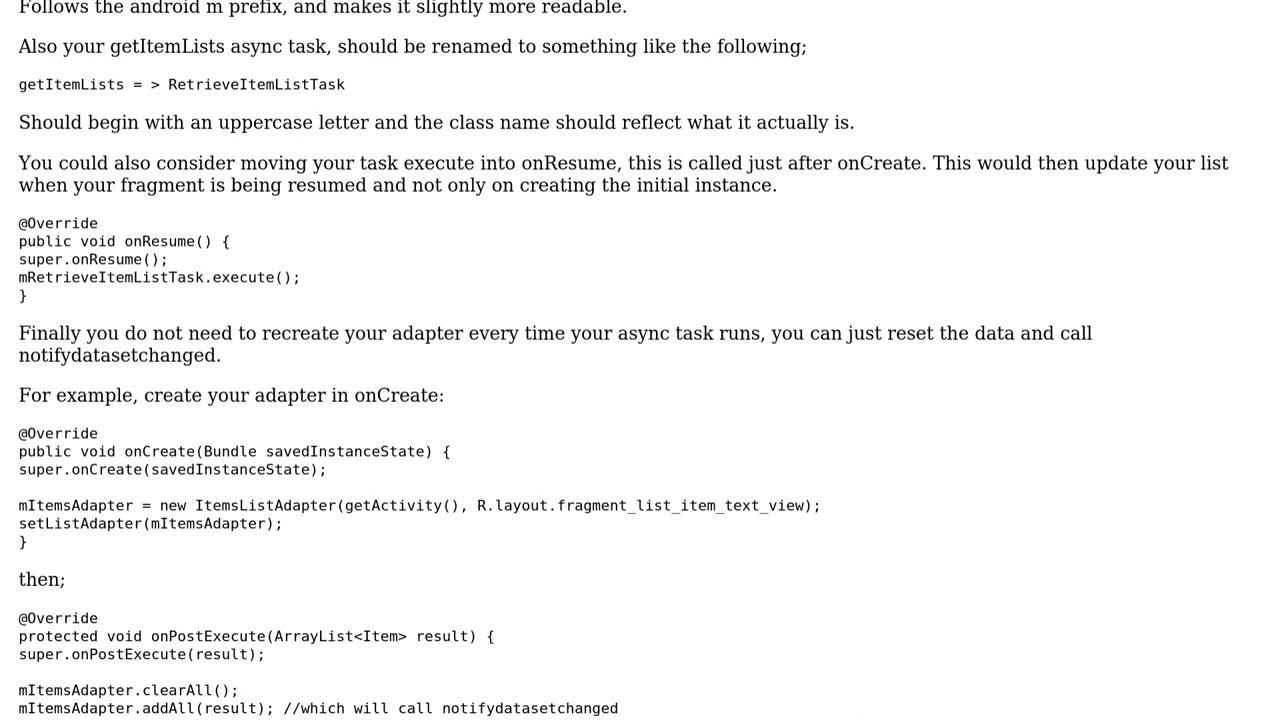 Follows the android m prefix, and makes it slightly more readable.
Also your getItemLists async task, should be renamed to something like the following;
getItemLists = > RetrieveItemListTask
Should begin with an uppercase letter and the class name should reflect what it actually is.
You could also consider moving your task execute into onResume, this is called just after onCreate. This would then update your list
when your fragment is being resumed and not only on creating the initial instance.
@Override
public void onResume() {
super.onResume();
mRetrieveItemListTask.execute();
}
Finally you do not need to recreate your adapter every time your async task runs, you can just reset the data and call
notifydatasetchanged.
For example, create your adapter in onCreate:
@Override
public void onCreate(Bundle savedInstanceState) {
super.onCreate(savedInstanceState);
mItemsAdapter = new ItemsListAdapter(getActivity(), R.layout.fragment_list_item_text_view);
setListAdapter(mItemsAdapter);
}
then;
@Override
protected void onPostExecute(ArrayList<Item> result) {
super.onPostExecute(result);
mItemsAdapter.clearAll();
mItemsAdapter.addAll(result); //which will call notifydatasetchanged